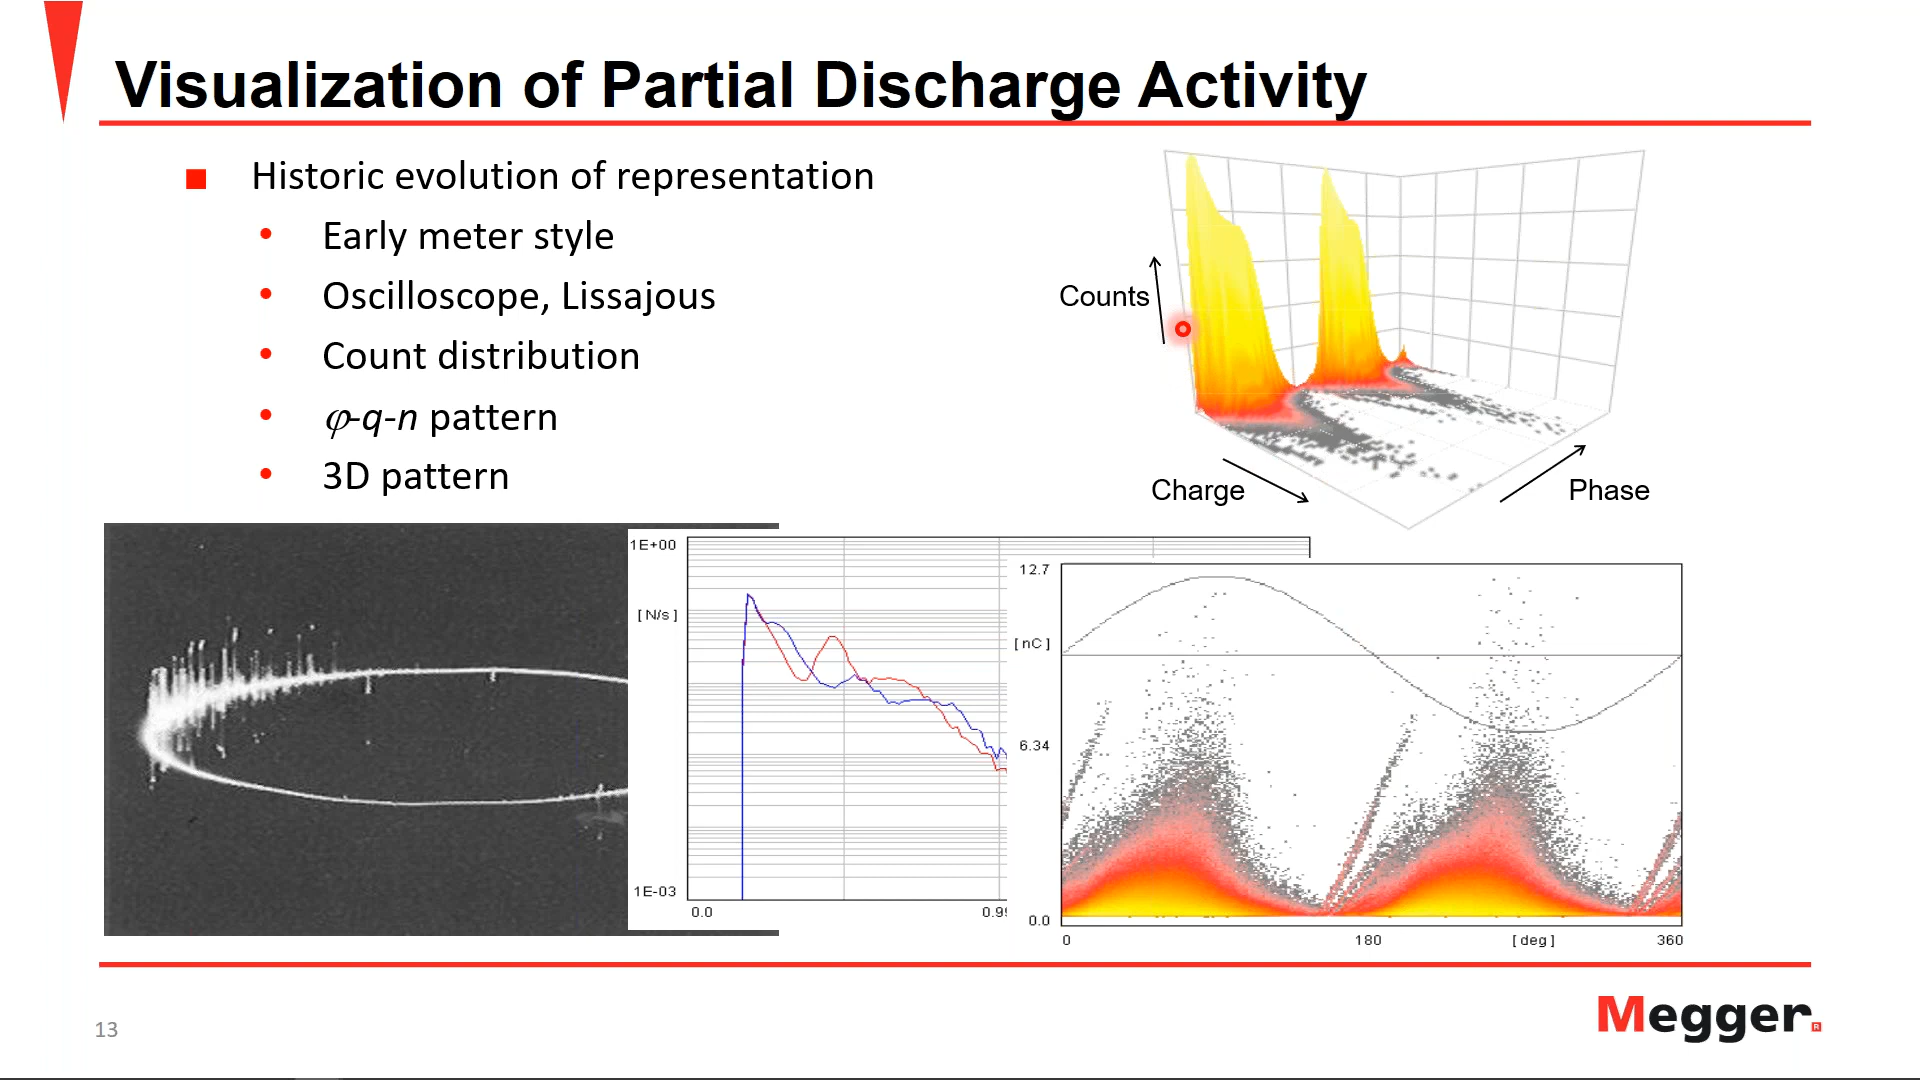 Visualization of Partial Discharge Activity
Historic evolution of representation
Early meter style
Oscilloscope, Lissajous
Count distribution
φ-q-n pattern
3D pattern
Counts
Charge
Phase
1E+00
[N/s]
1E-03
0.0
0.9
12.7
[nC]
6.34
0.0
0
180
[deg]
360
13
Megger